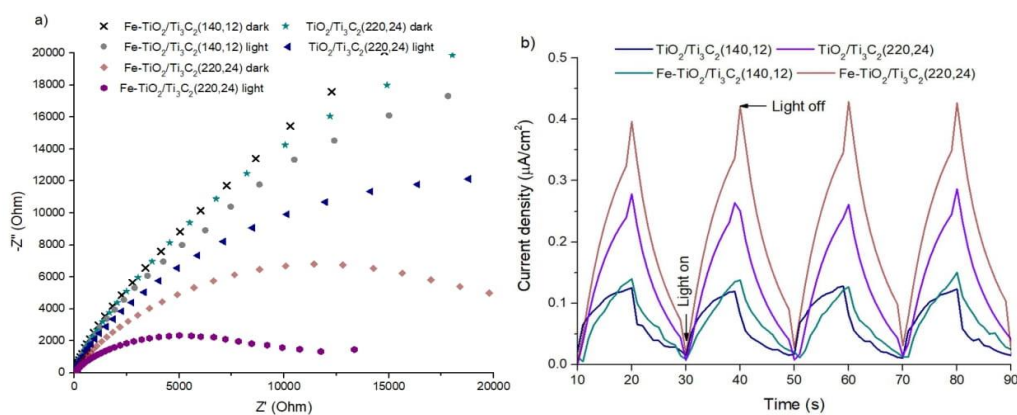 a)
Fe-TiO₂/Ti₃C₂(140,12) dark
TiO₂/Ti₃C₂(220,24) dark
Fe-TiO₂/Ti₃C₂(140,12) light
TiO₂/Ti₃C₂(220,24) light
Fe-TiO₂/Ti₃C₂(220,24) dark
Fe-TiO₂/Ti₃C₂(220,24) light
20000
18000
16000
14000
12000
10000
8000
6000
4000
2000
0
-Z" (Ohm)
0 5000 10000 15000 20000
Z' (Ohm)
b)
TiO₂/Ti₃C₂(140,12) TiO₂/Ti₃C₂(220,24)
Fe-TiO₂/Ti₃C₂(140,12) Fe-TiO₂/Ti₃C₂(220,24)
Light off
Light on
0.5
0.4
0.3
0.2
0.1
0.0
Current density (μA/cm²)
10 20 30 40 50 60 70 80 90
Time (s)